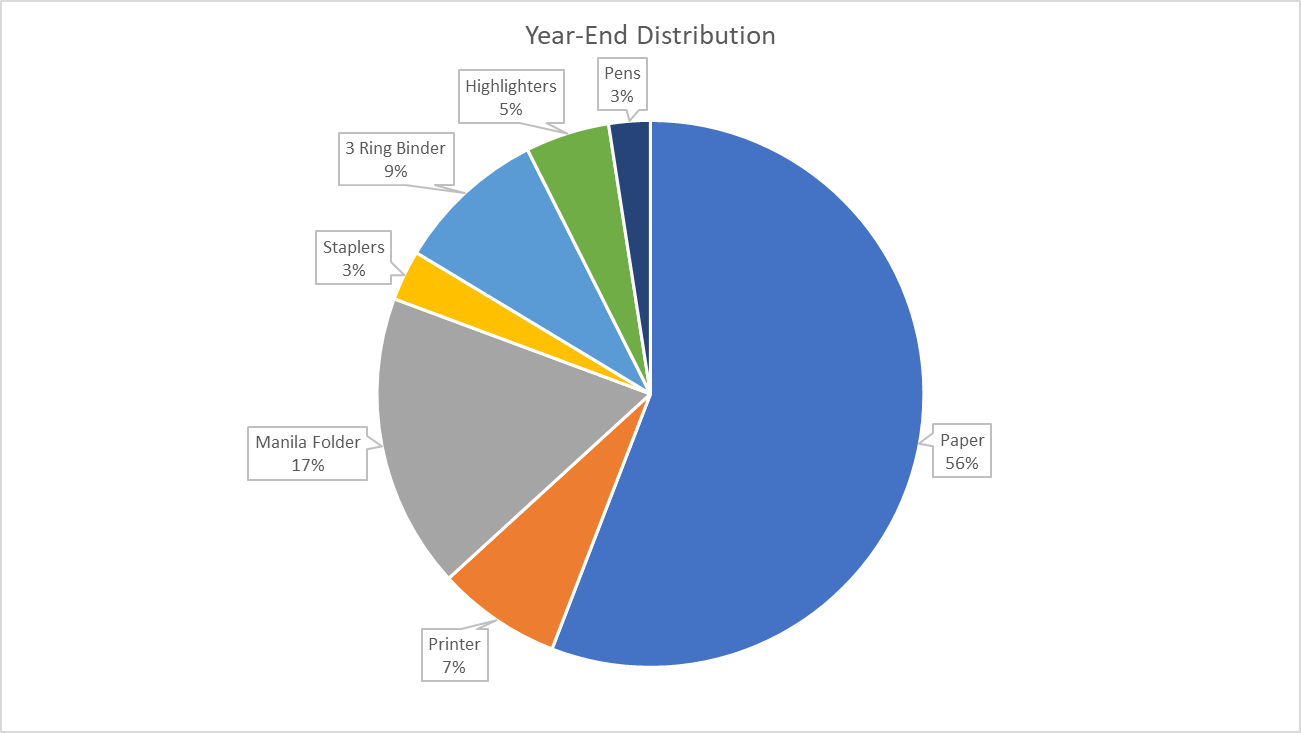 Year-End Distribution
Pens
3%
Highlighters
5%
3 Ring Binder
9%
Staplers
3%
Manila Folder
17%
Paper
56%
Printer
7%